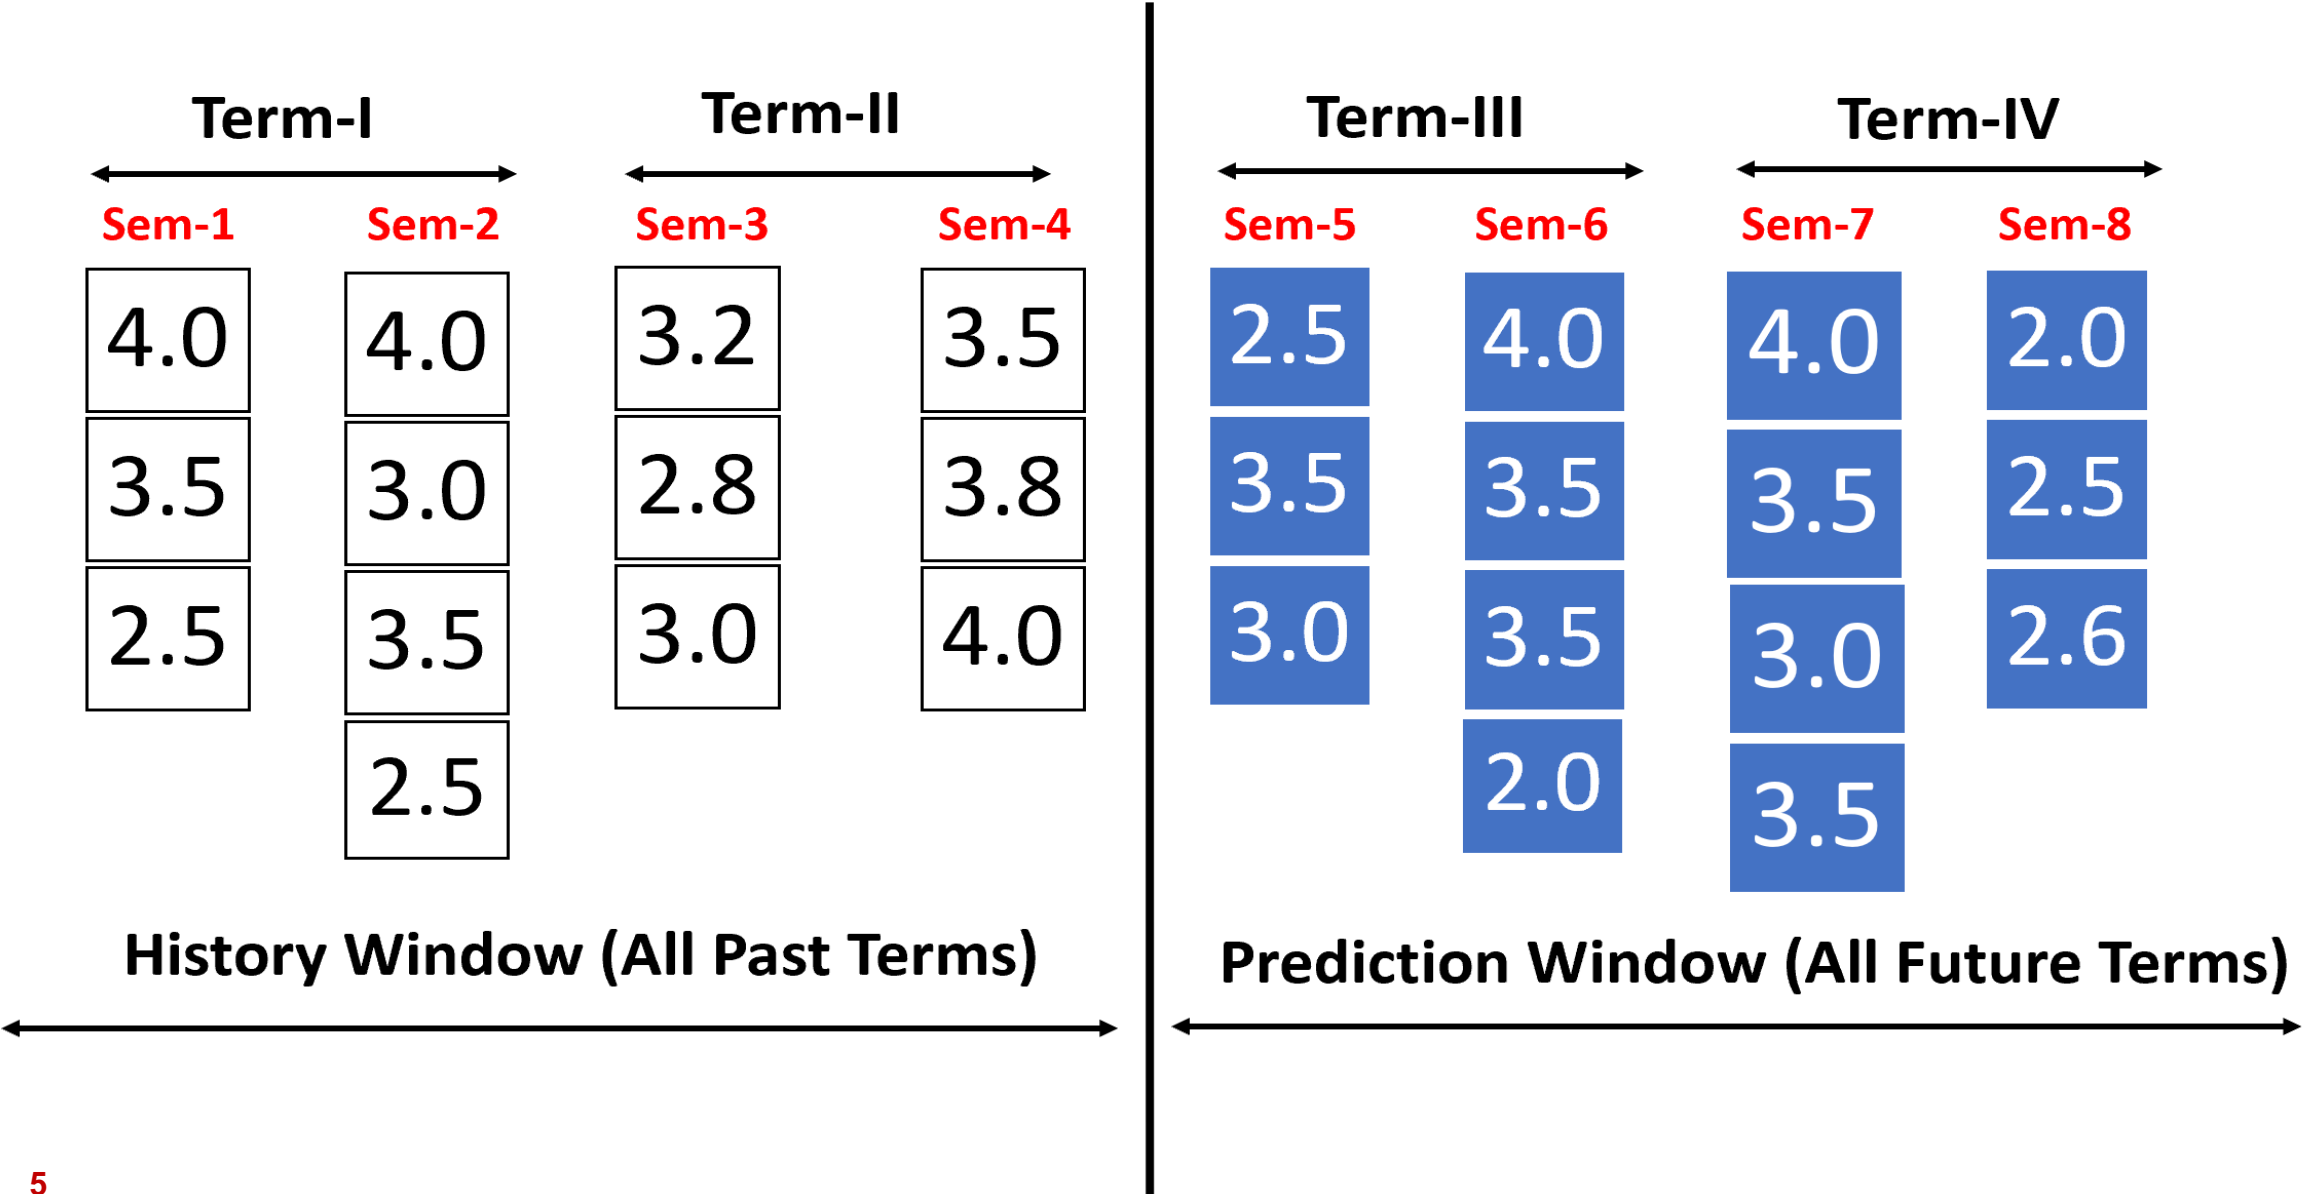 Term-I Term-II Term-III Term-IV
Sem-1 Sem-2 Sem-3 Sem-4 Sem-5 Sem-6 Sem-7 Sem-8
4.0 4.0 3.2 3.5 2.5 4.0 4.0 2.0
3.5 3.0 2.8 3.8 3.5 3.5 3.5 2.5
2.5 3.5 3.0 4.0 3.0 3.5 3.0 2.6
2.5 2.0 3.5
History Window (All Past Terms) Prediction Window (All Future Terms)
5